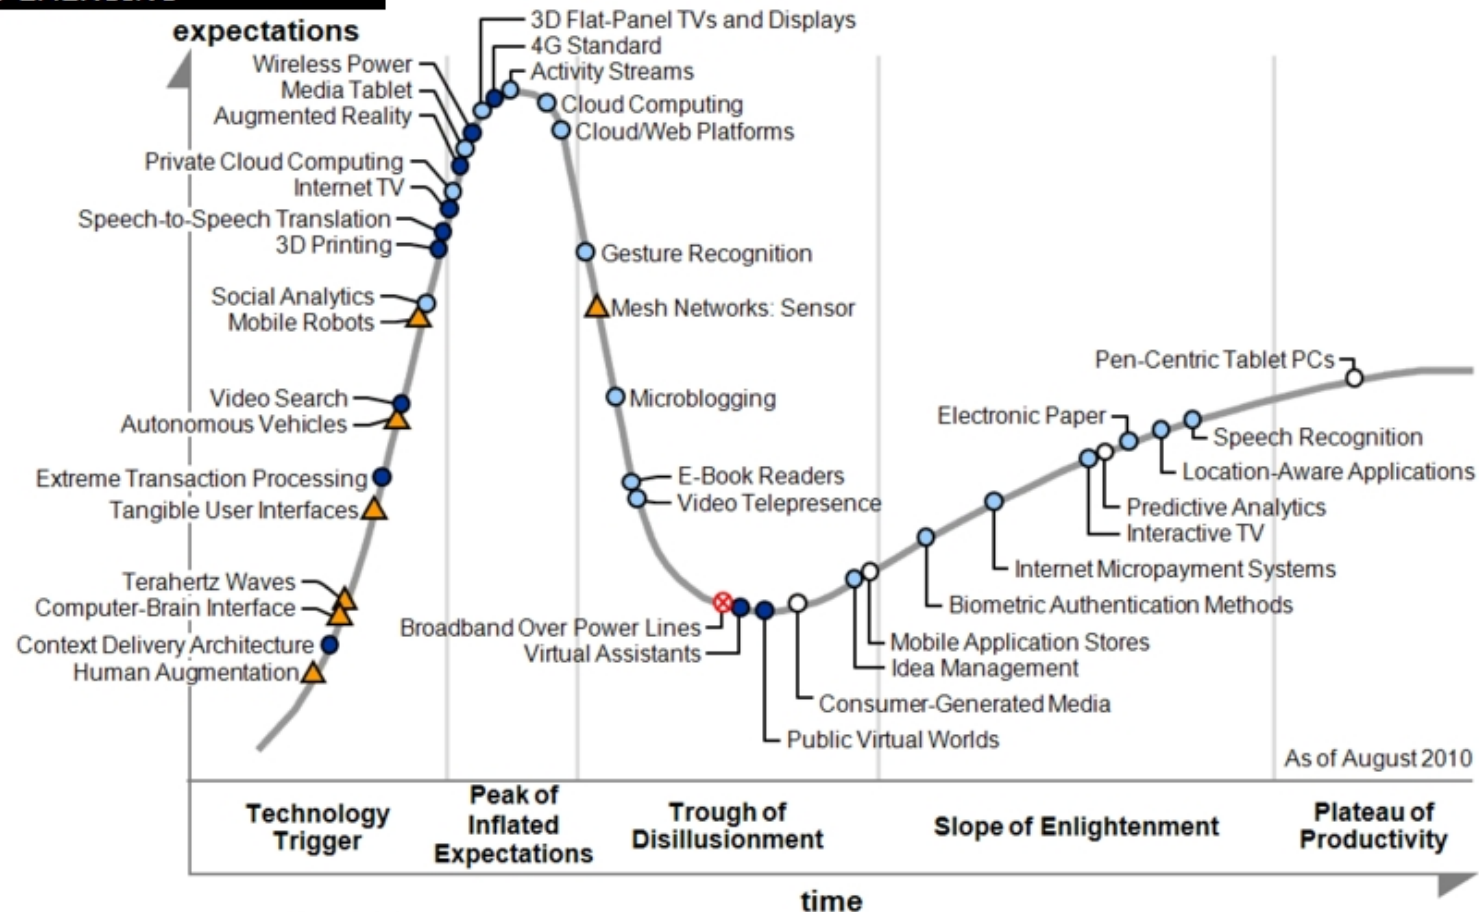 expectations
3D Flat-Panel TVs and Displays
4G Standard
Activity Streams
Wireless Power
Media Tablet
Augmented Reality
Cloud Computing
Cloud/Web Platforms
Private Cloud Computing
Internet TV
Speech-to-Speech Translation
3D Printing
Gesture Recognition
Social Analytics
Mobile Robots
Mesh Networks: Sensor
Video Search
Autonomous Vehicles
Microblogging
Extreme Transaction Processing
Tangible User Interfaces
E-Book Readers
Video Telepresence
Terahertz Waves
Computer-Brain Interface
Context Delivery Architecture
Human Augmentation
Broadband Over Power Lines
Virtual Assistants
Public Virtual Worlds
Consumer-Generated Media
Idea Management
Mobile Application Stores
Biometric Authentication Methods
Internet Micropayment Systems
Interactive TV
Predictive Analytics
Electronic Paper
Location-Aware Applications
Speech Recognition
Pen-Centric Tablet PCs
As of August 2010
Technology
Trigger
Peak of
Inflated
Expectations
Trough of
Disillusionment
Slope of Enlightenment
Plateau of
Productivity
time